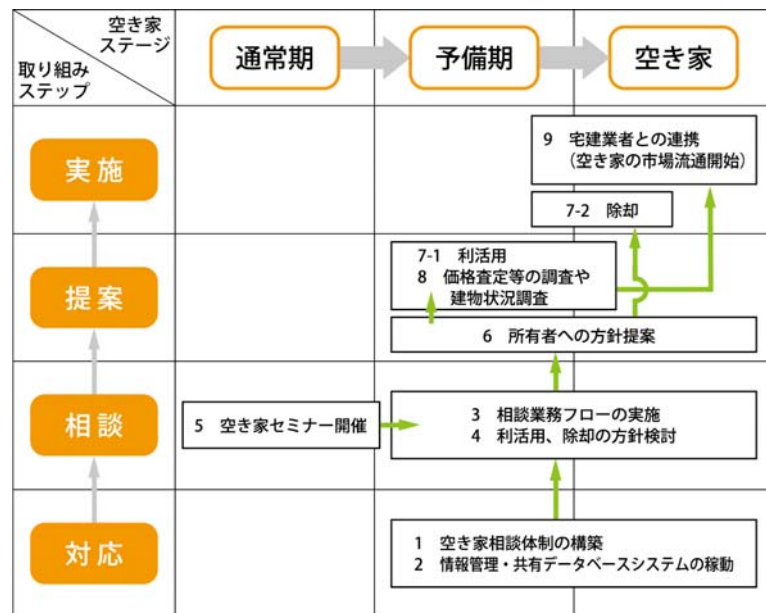 空き家
ステージ
取り組み
ステップ
通常期
予備期
空き家
実施
9 宅建業者との連携
(空き家の市場流通開始)
7-2 除却
提案
7-1 利活用
8 価格査定等の調査や
建物状況調査
6 所有者への方針提案
相談
5 空き家セミナー開催
3 相談業務フローの実施
4 利活用、除却の方針検討
対応
1 空き家相談体制の構築
2 情報管理・共有データベースシステムの稼動